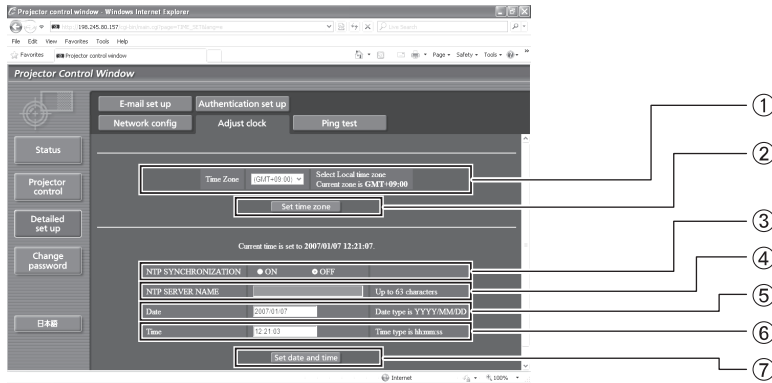 Projector control window - Windows Internet Explorer
File Edit View Favorites Tools Help
Favorites Projector control window
Page Safety Tools
Projector Control Window
E-mail set up Authentication set up
Network config Adjust clock Ping test
Status
Projector control
Detailed set up
Change password
日本語
Time Zone (GMT+09:00) Select Local time zone
Current zone is GMT+09:00
Set time zone
Current time is set to 2007/01/07 12:21:07.
NTP SYNCHRONIZATION ON OFF
NTP SERVER NAME Up to 63 characters
Date 2007/01/07 Date type is YYYY/MM/DD
Time 12:21:03 Time type is hh:mm:ss
Set date and time
Internet 100%
①
②
③
④
⑤
⑥
⑦